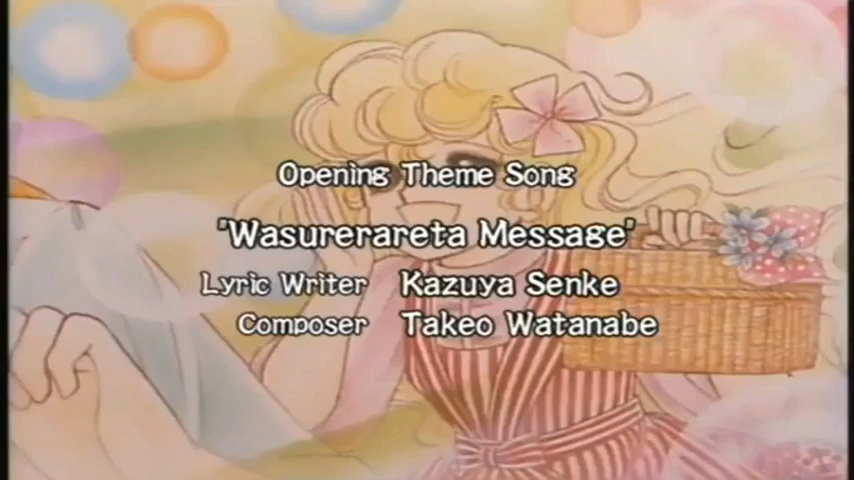 Opening Theme Song
'Wasurerareta Message'
Lyric Writer Kazuya Senke
Composer Takeo Watanabe